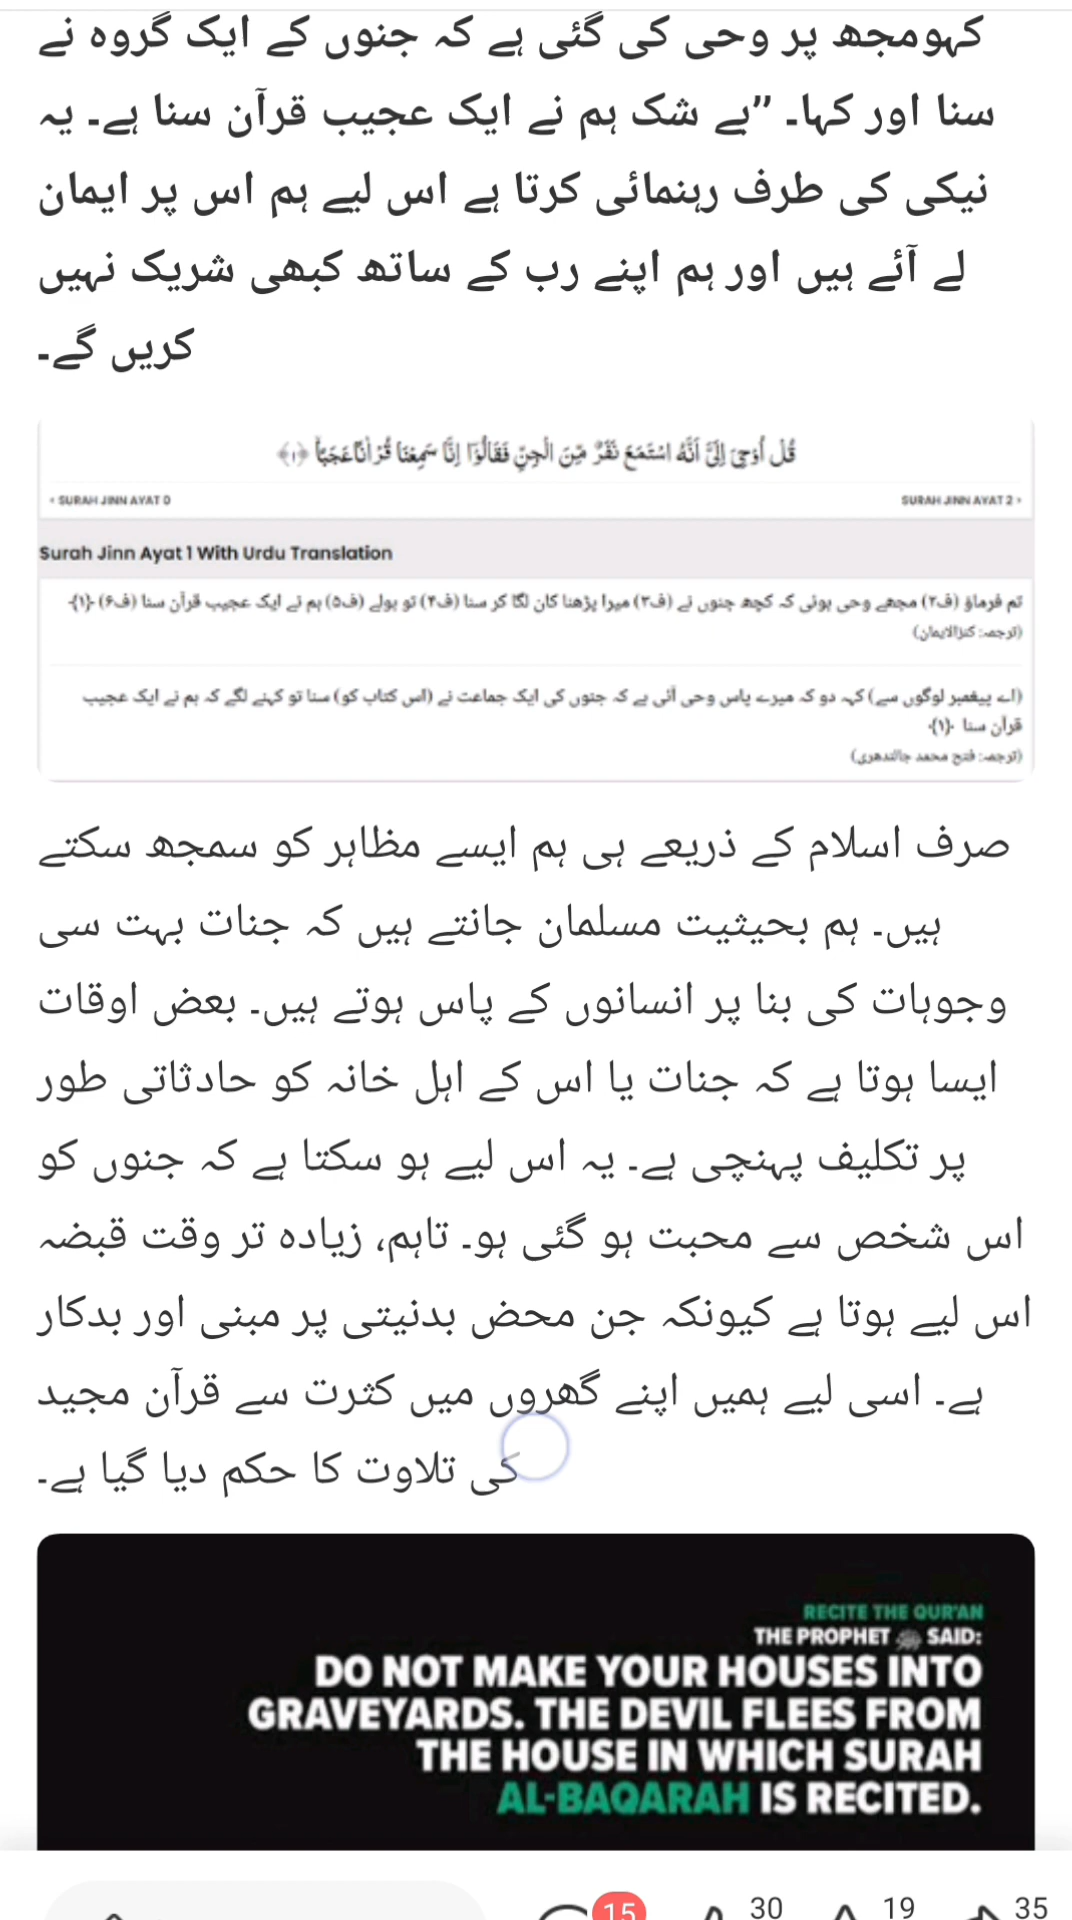 کہومجھ پر وحی کی گئی ہے کہ جنوں کے ایک گروہ نے
سنا اور کہا۔ ”بے شک ہم نے ایک عجیب قرآن سنا ہے۔ یہ
نیکی کی طرف رہنمائی کرتا ہے اس لیے ہم اس پر ایمان
لے آئے ہیں اور ہم اپنے رب کے ساتھ کبھی شریک نہیں
کریں گے۔
قُل أُوحِیَ إِلَیَّ أَنَّهُ اسْتَمَعَ نَفَرٌ مِّنَ الْجِنِّ فَقَالُوٓا إِنَّا سَمِعْنَا قُرْاٰنًا عَجَبًا ﴿١﴾
‹ SURAH JINN AYAT 0
SURAH JINN AYAT 2 ›
Surah Jinn Ayat 1 With Urdu Translation
تم فرماؤ (ف۲) مجھے وحی ہوئی کہ کچھ جنوں نے (ف۳) میرا پڑھنا کان لگا کر سنا (ف۴) تو بولے (ف۵) ہم نے ایک عجیب قرآن سنا (ف۶) {۱}
(ترجمہ: کنزالایمان)
(اے پیغمبر لوگوں سے) کہہ دو کہ میرے پاس وحی آئی ہے کہ جنوں کی ایک جماعت نے (اس کتاب کو) سنا تو کہنے لگے کہ ہم نے ایک عجیب
قرآن سنا {۱}
(ترجمہ: فتح محمد جالندھری)
صرف اسلام کے ذریعے ہی ہم ایسے مظاہر کو سمجھ سکتے
ہیں۔ ہم بحیثیت مسلمان جانتے ہیں کہ جنات بہت سی
وجوہات کی بنا پر انسانوں کے پاس ہوتے ہیں۔ بعض اوقات
ایسا ہوتا ہے کہ جنات یا اس کے اہل خانہ کو حادثاتی طور
پر تکلیف پہنچی ہے۔ یہ اس لیے ہو سکتا ہے کہ جنوں کو
اس شخص سے محبت ہو گئی ہو۔ تاہم، زیادہ تر وقت قبضہ
اس لیے ہوتا ہے کیونکہ جن محض بدنیتی پر مبنی اور بدکار
ہے۔ اسی لیے ہمیں اپنے گھروں میں کثرت سے قرآن مجید
کی تلاوت کا حکم دیا گیا ہے۔
RECITE THE QUR'AN
THE PROPHET ﷺ SAID:
DO NOT MAKE YOUR HOUSES INTO
GRAVEYARDS. THE DEVIL FLEES FROM
THE HOUSE IN WHICH SURAH
AL-BAQARAH IS RECITED.
15 30 19 35